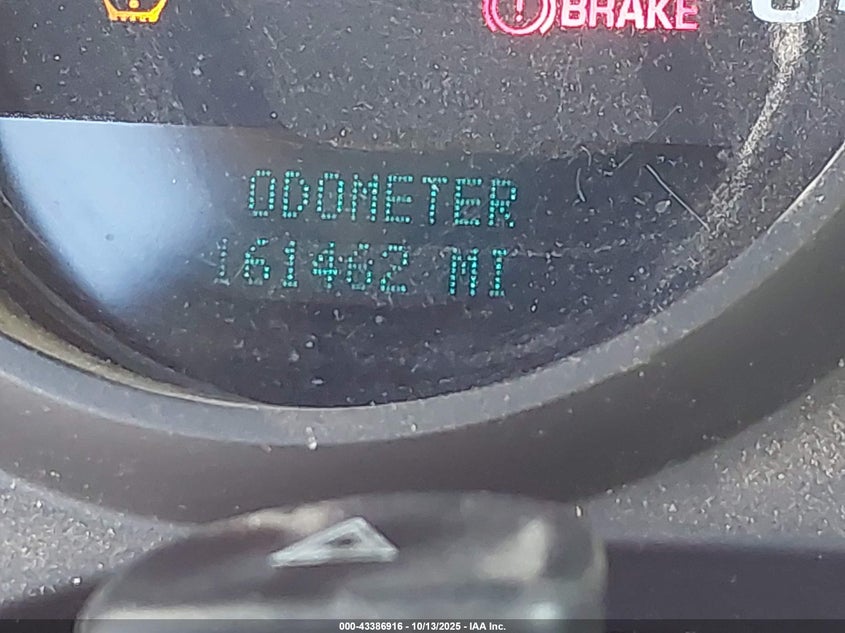 BRAKE
ODOMETER
161462 MI
000-43386916 - 10/13/2025 - IAA Inc.